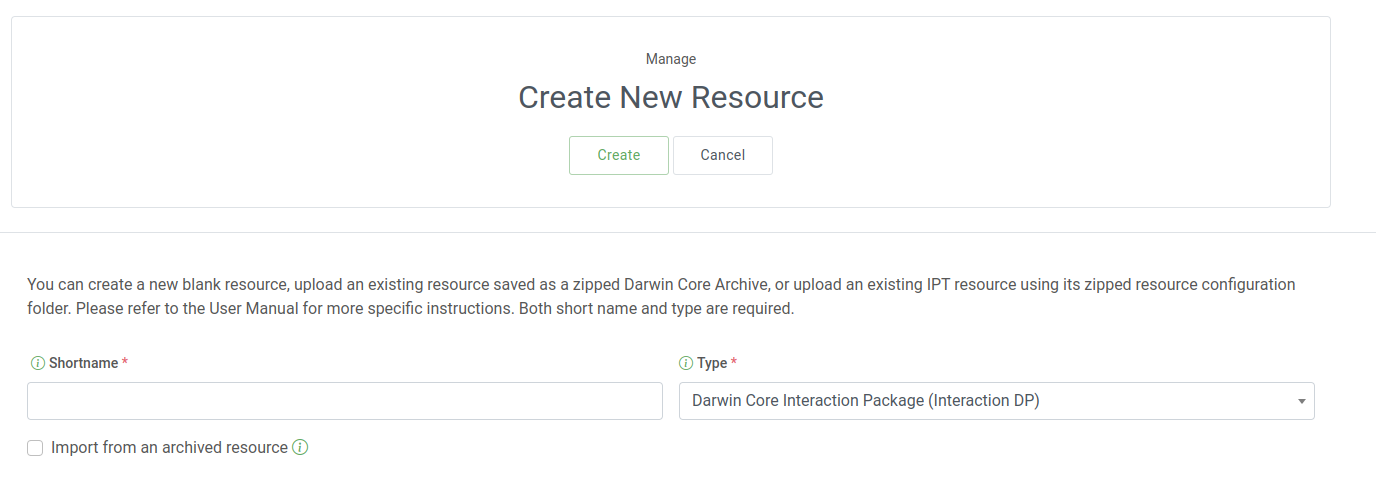 Manage
Create New Resource
Create Cancel
You can create a new blank resource, upload an existing resource saved as a zipped Darwin Core Archive, or upload an existing IPT resource using its zipped resource configuration
folder. Please refer to the User Manual for more specific instructions. Both short name and type are required.
Shortname * Type *
Darwin Core Interaction Package (Interaction DP)
Import from an archived resource